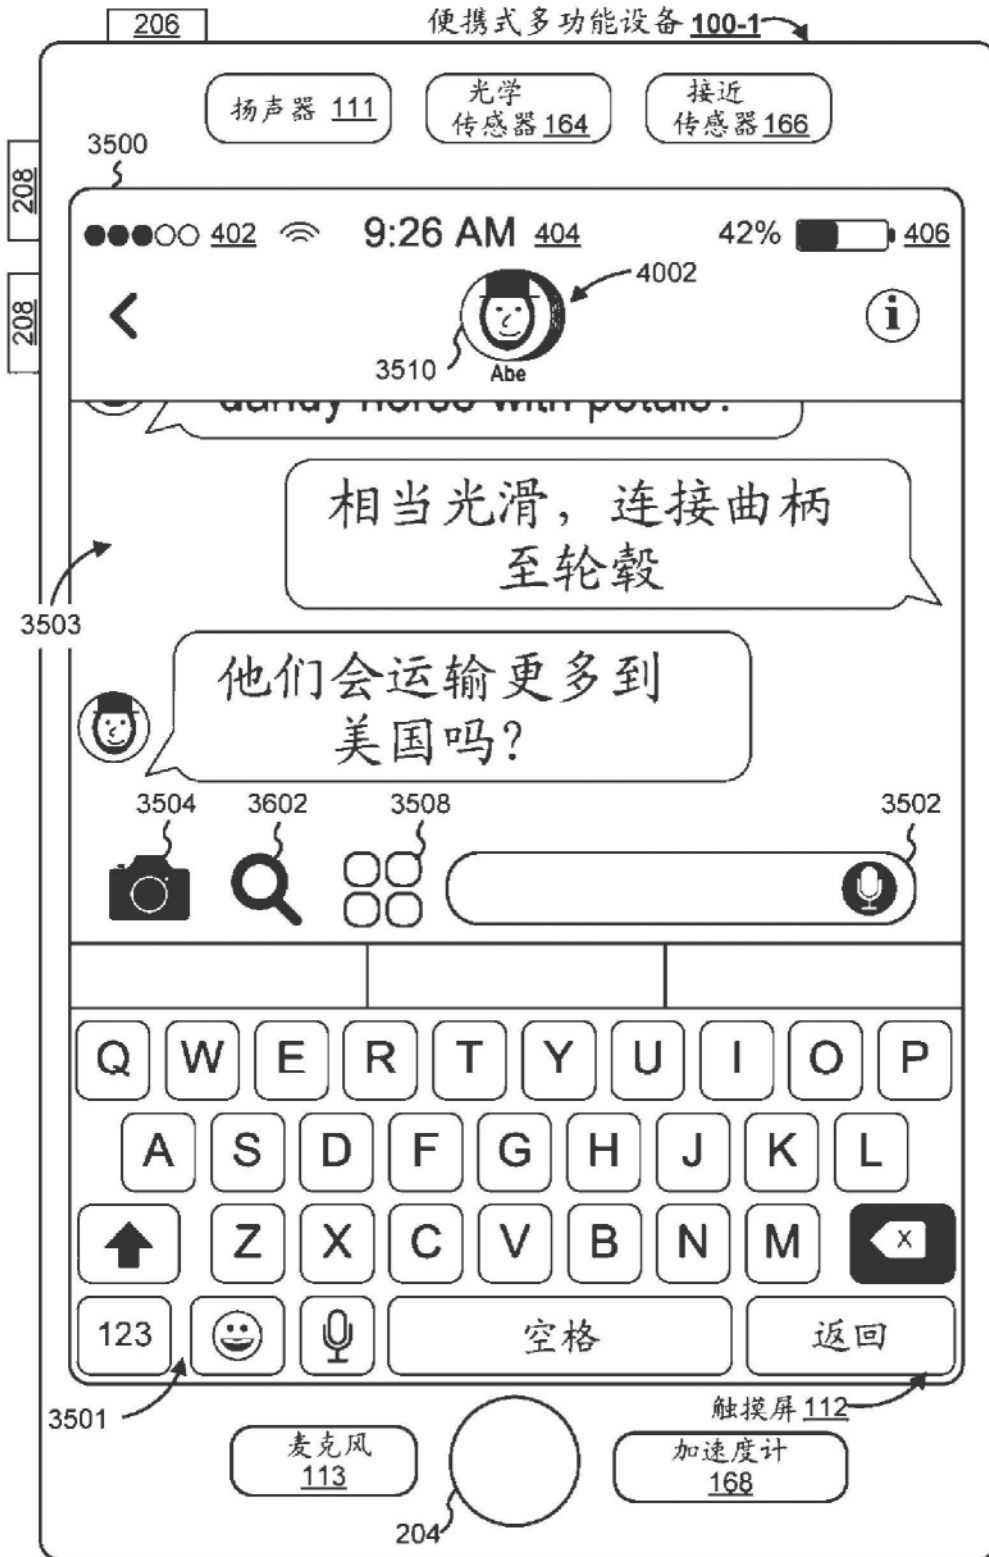 206
便携式多功能设备 100-1
扬声器 111
光学
传感器 164
接近
传感器 166
3500
208
208
402
9:26 AM 404
42%
406
4002
3510
Abe
i
相当光滑，连接曲柄
至轮毂
3503
他们会运输更多到
美国吗？
3504
3602
3508
3502
Q W E R T Y U I O P
A S D F G H J K L
Z X C V B N M X
123 空格 返回
3501
触摸屏 112
麦克风
113
加速度计
168
204